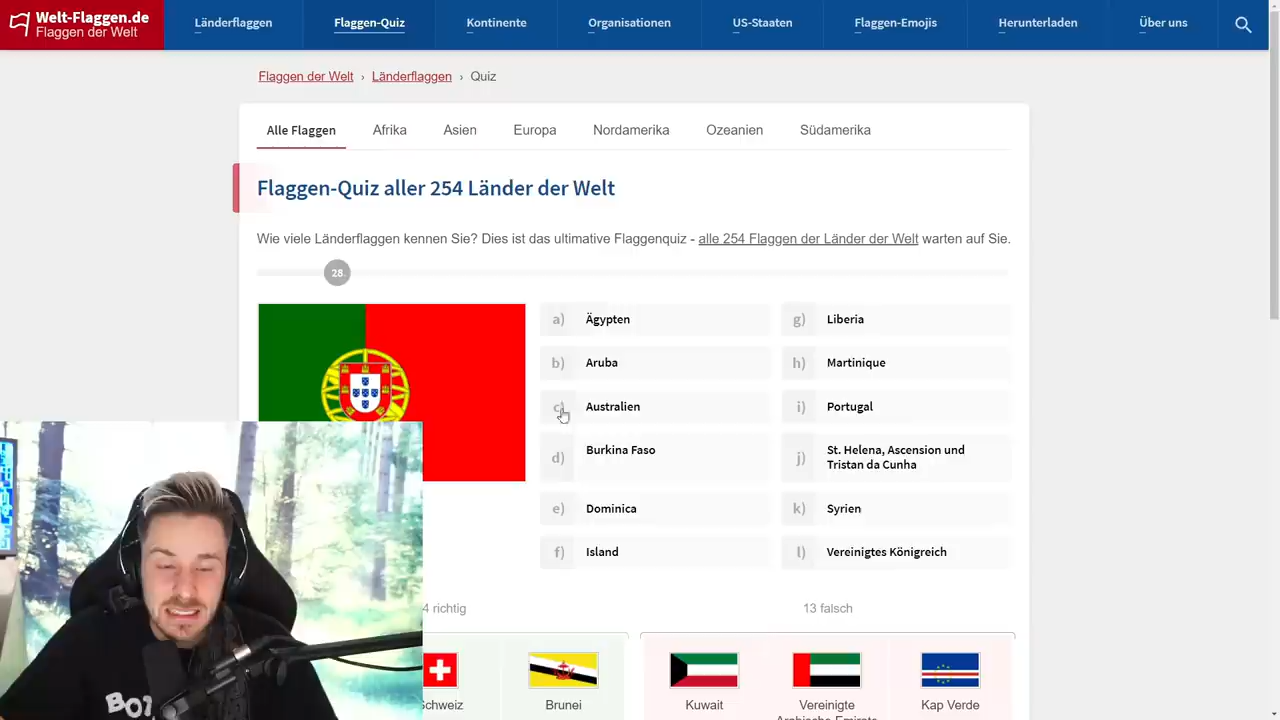 Welt-Flaggen.de
Flaggen der Welt
Länderflaggen
Flaggen-Quiz
Kontinente
Organisationen
US-Staaten
Flaggen-Emojis
Herunterladen
Über uns
Flaggen der Welt › Länderflaggen › Quiz
Alle Flaggen
Afrika
Asien
Europa
Nordamerika
Ozeanien
Südamerika
Flaggen-Quiz aller 254 Länder der Welt
Wie viele Länderflaggen kennen Sie? Dies ist das ultimative Flaggenquiz - alle 254 Flaggen der Länder der Welt warten auf Sie.
28.
a) Ägypten
b) Aruba
c) Australien
d) Burkina Faso
e) Dominica
f) Island
g) Liberia
h) Martinique
i) Portugal
j) St. Helena, Ascension und
Tristan da Cunha
k) Syrien
l) Vereinigtes Königreich
4 richtig
13 falsch
Schweiz
Brunei
Kuwait
Vereinigte
Arabische Emirate
Kap Verde